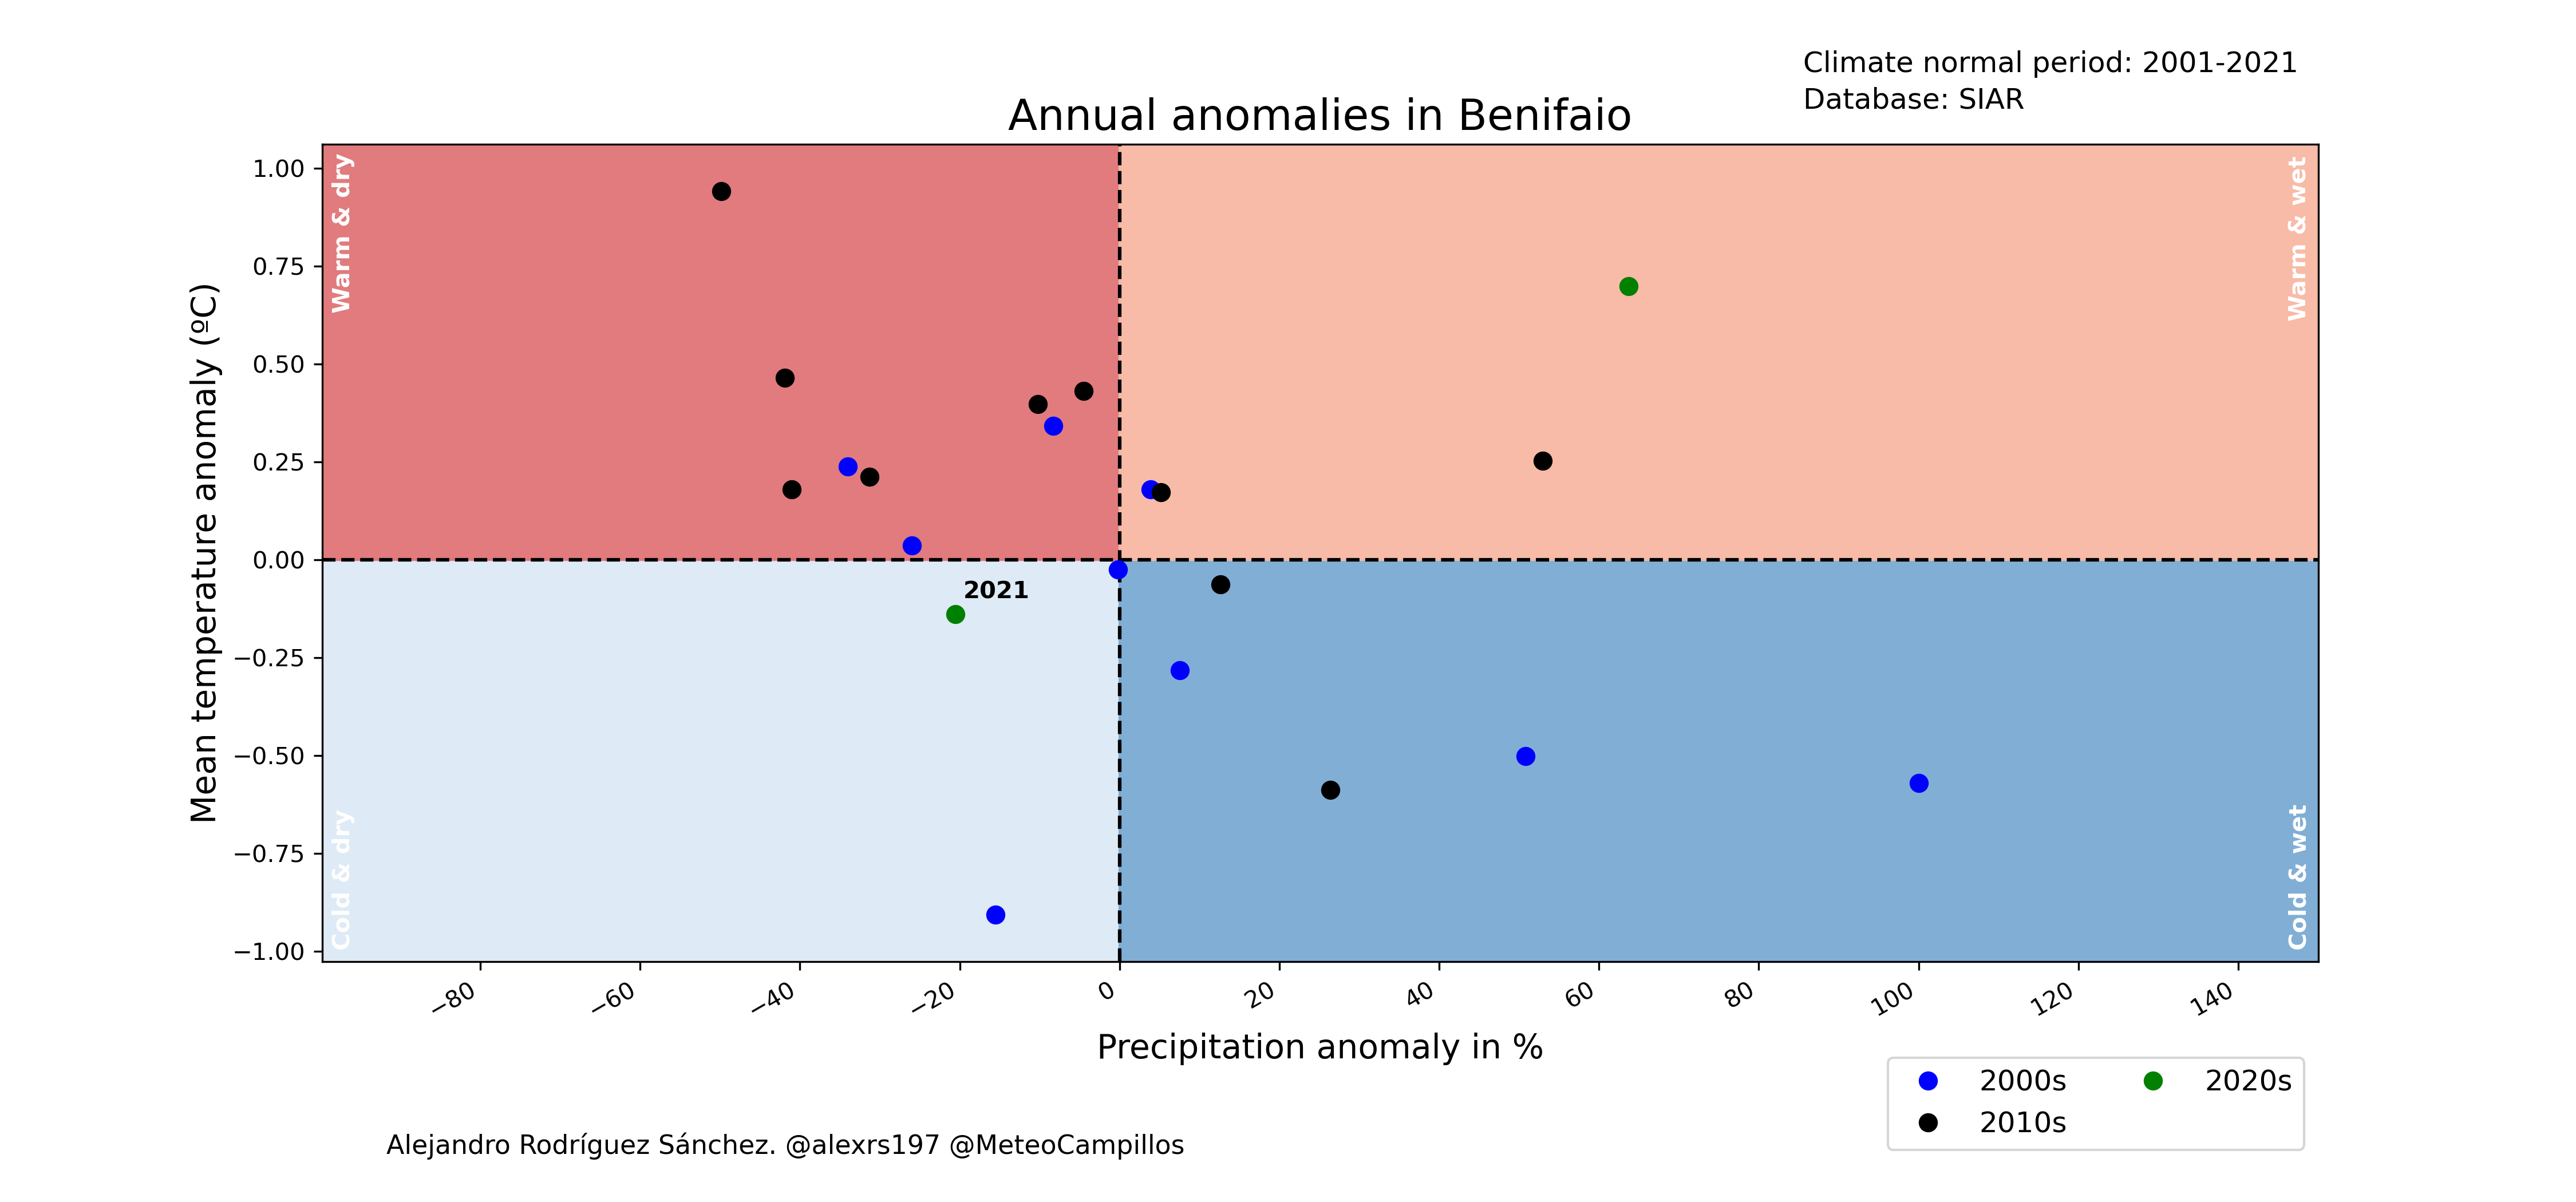 Climate normal period: 2001-2021
Database: SIAR
Annual anomalies in Benifaio
Warm & dry
Warm & wet
Cold & dry
Cold & wet
Mean temperature anomaly (ºC)
1.00
0.75
0.50
0.25
0.00
−0.25
−0.50
−0.75
−1.00
2021
−80
−60
−40
−20
0
20
40
60
80
100
120
140
Precipitation anomaly in %
2000s
2010s
2020s
Alejandro Rodríguez Sánchez. @alexrs197 @MeteoCampillos